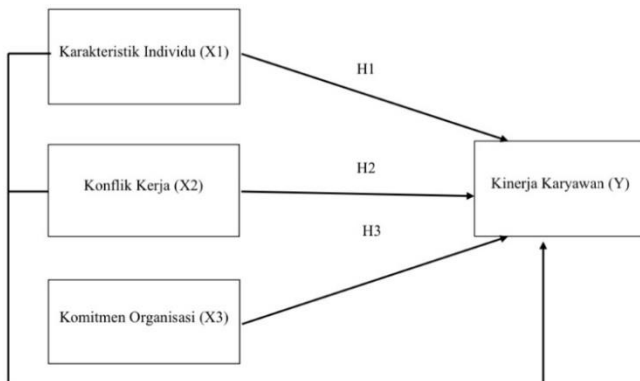 Karakteristik Individu (X1)
H1
Konflik Kerja (X2)
H2
Kinerja Karyawan (Y)
H3
Komitmen Organisasi (X3)